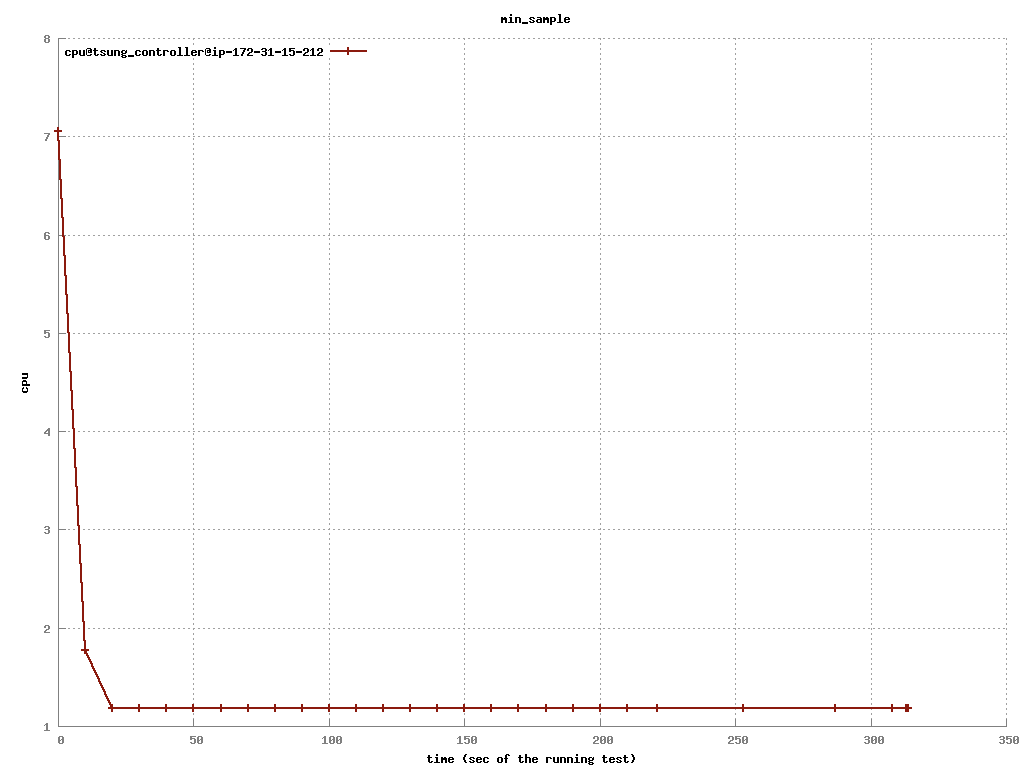 min_sample
cpu@tsung_controller@ip-172-31-15-212
8
7
6
5
4
3
2
1
cpu
0 50 100 150 200 250 300 350
time (sec of the running test)